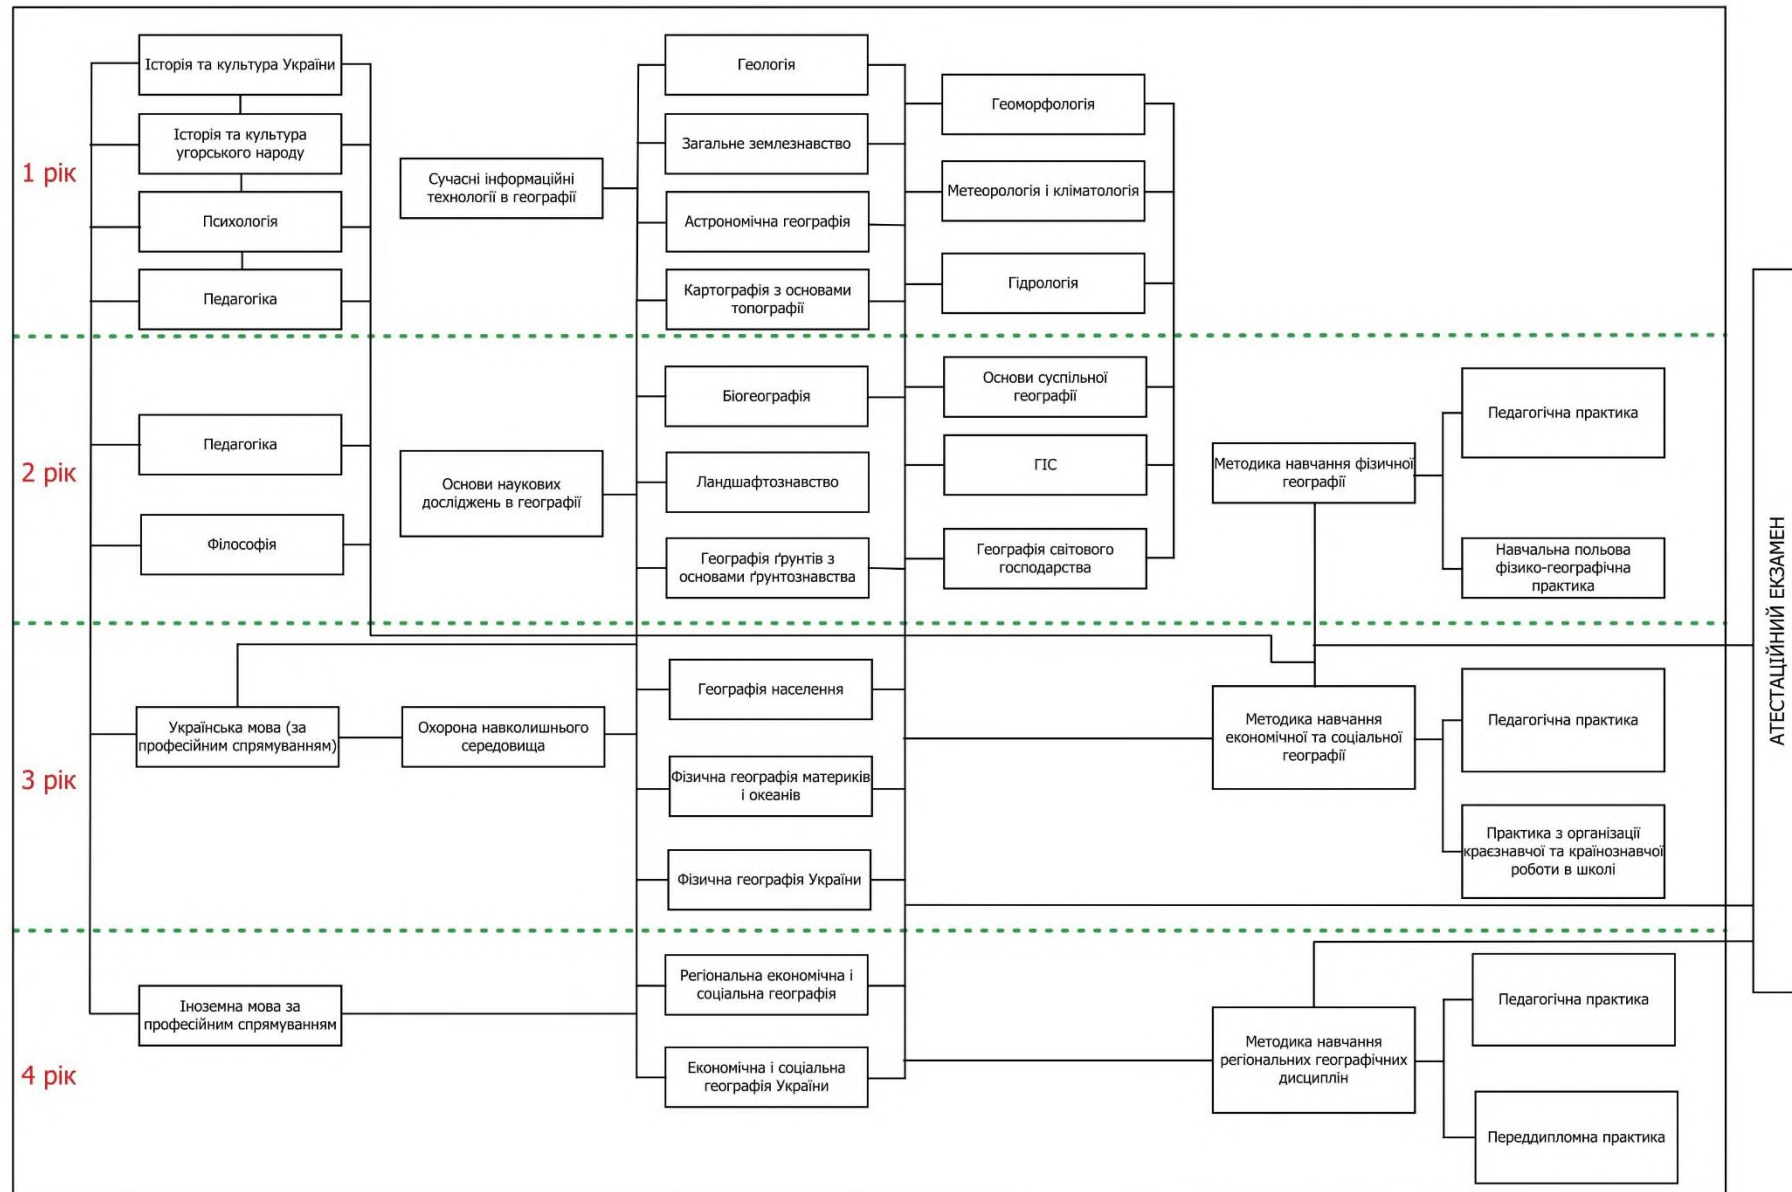 1 рік
Історія та культура України
Історія та культура
угорського народу
Психологія
Педагогіка
Сучасні інформаційні
технології в географії
Геологія
Загальне землезнавство
Астрономічна географія
Картографія з основами
топографії
Геоморфологія
Метеорологія і кліматологія
Гідрологія
2 рік
Педагогіка
Філософія
Основи наукових
досліджень в географії
Біогеографія
Ландшафтознавство
Географія ґрунтів з
основами ґрунтознавства
Основи суспільної
географії
ГІС
Географія світового
господарства
Методика навчання фізичної
географії
Педагогічна практика
Навчальна польова
фізико-географічна
практика
3 рік
Українська мова (за
професійним спрямуванням)
Охорона навколишнього
середовища
Географія населення
Фізична географія материків
і океанів
Фізична географія України
Методика навчання
економічної та соціальної
географії
Педагогічна практика
Практика з організації
краєзнавчої та країнознавчої
роботи в школі
4 рік
Іноземна мова за
професійним спрямуванням
Регіональна економічна і
соціальна географія
Економічна і соціальна
географія України
Методика навчання
регіональних географічних
дисциплін
Педагогічна практика
Переддипломна практика
АТЕСТАЦІЙНИЙ ЕКЗАМЕН